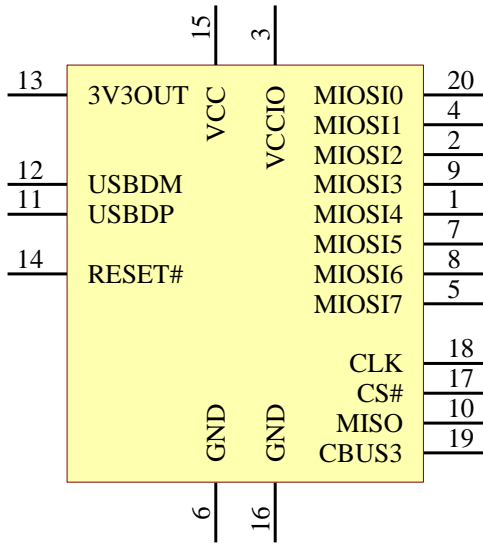 15 3
13 3V3OUT VCC VCCIO MIOSI0 20
MIOSI1 4
MIOSI2 2
12 USBDM MIOSI3 9
11 USBDP MIOSI4 1
MIOSI5 7
14 RESET# MIOSI6 8
MIOSI7 5
CLK 18
CS# 17
MISO 10
GND GND CBUS3 19
6 16